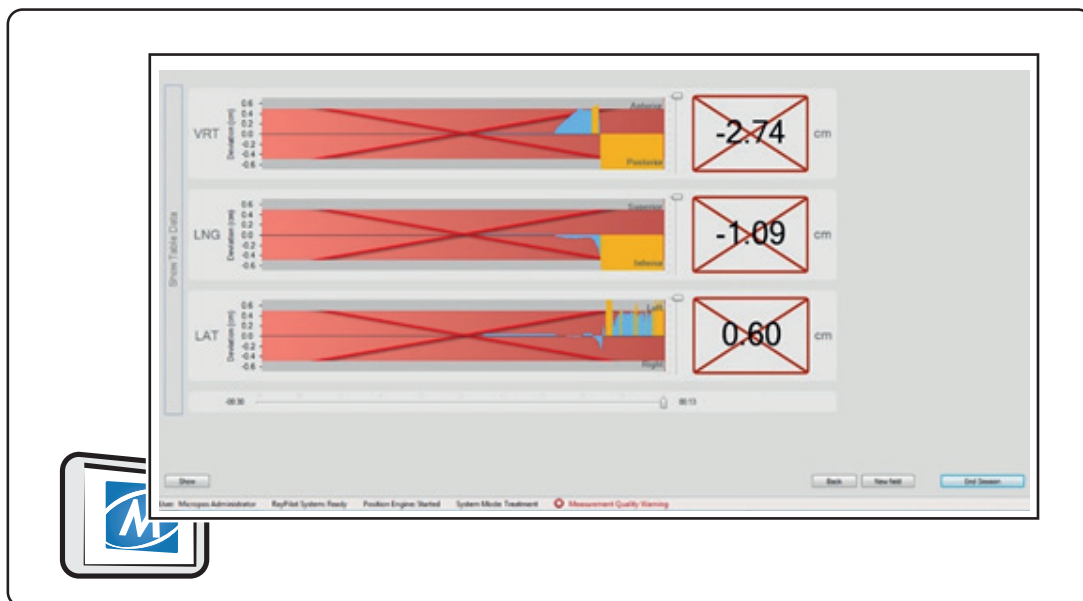 Show Table Data
VRT
Deviation (cm)
0.6
0.4
0.2
0.0
-0.2
-0.4
-0.6
Anterior
Posterior
-2.74
cm
LNG
Deviation (cm)
0.6
0.4
0.2
0.0
-0.2
-0.4
-0.6
Superior
Inferior
-1.09
cm
LAT
Deviation (cm)
0.6
0.4
0.2
0.0
-0.2
-0.4
-0.6
Left
Right
0.60
cm
-00:30
00:13
Show
Back
New field
End Session
User: Micropos Administrator RayPilot System: Ready Position Engine: Started System Mode: Treatment Measurement Quality Warning
M